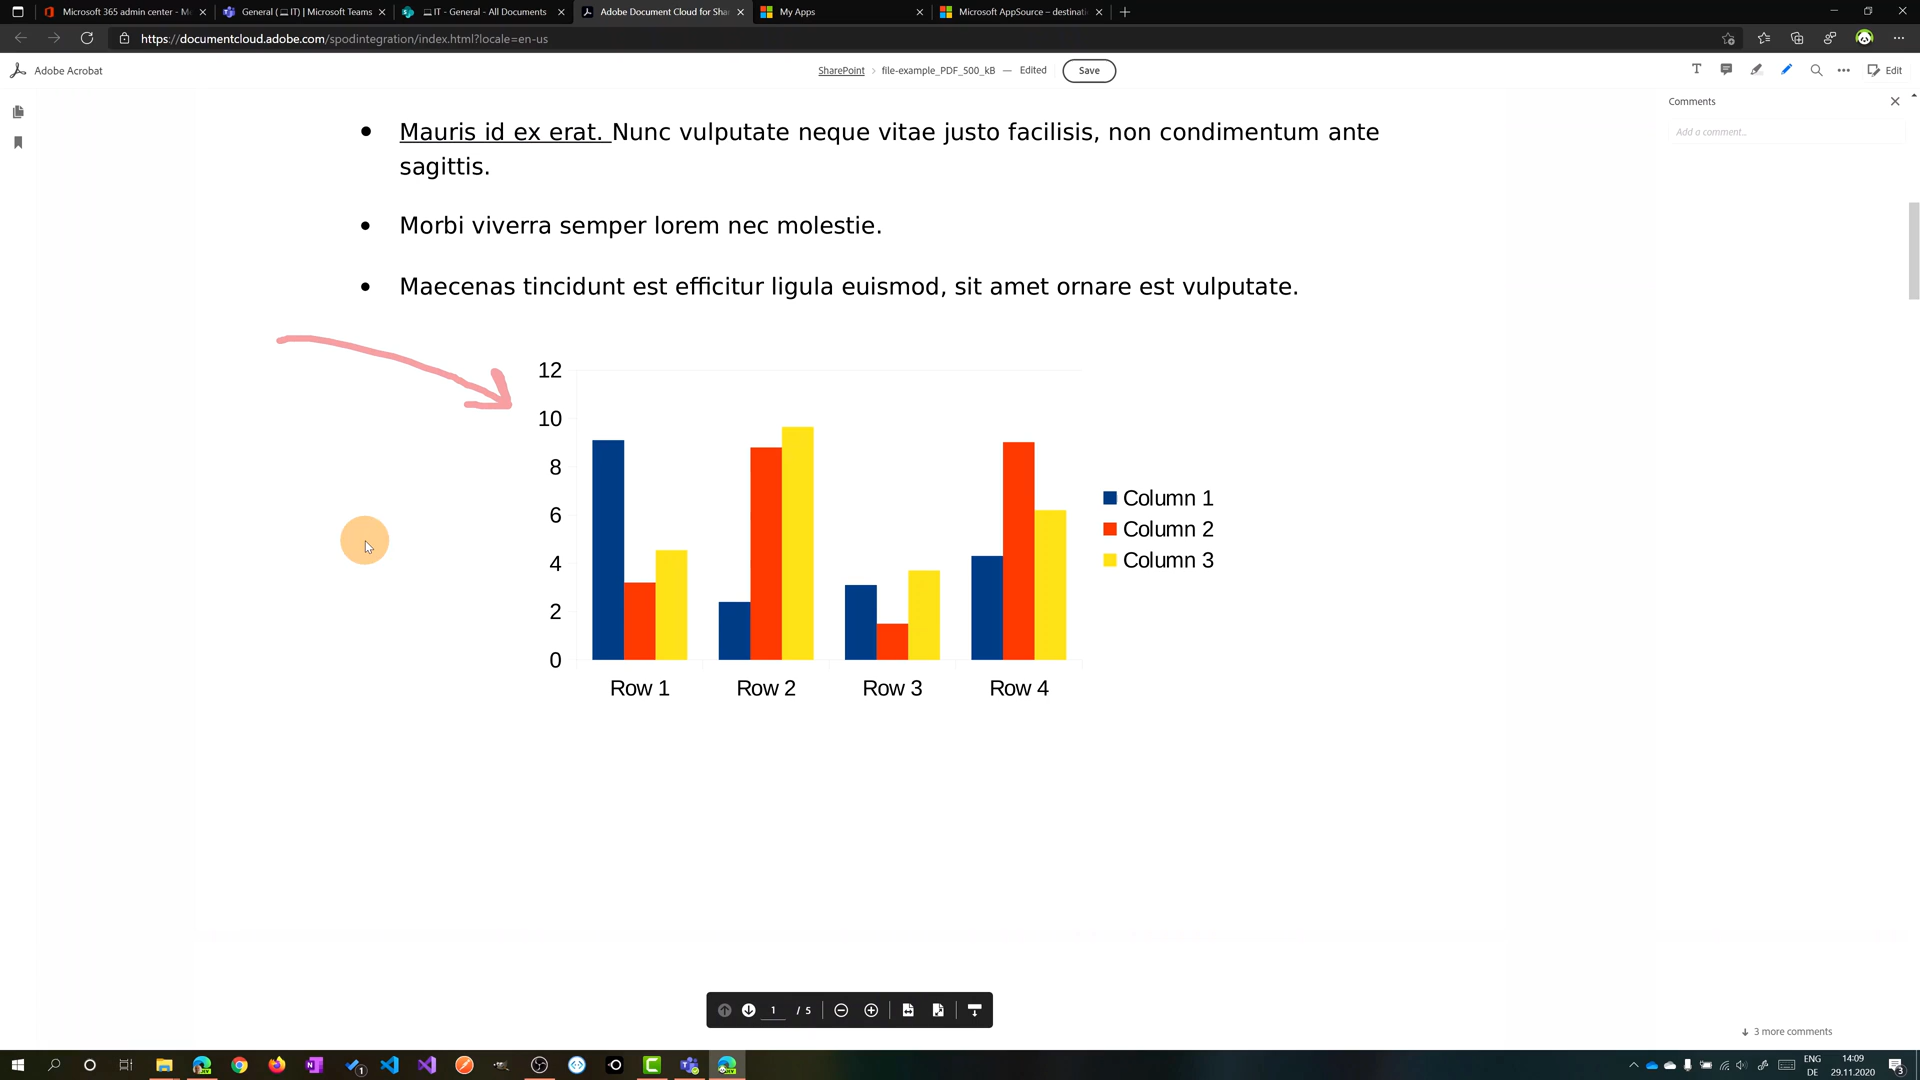 Microsoft 365 admin center - M
General ( IT) | Microsoft Teams
IT - General - All Documents
Adobe Document Cloud for Sha
My Apps
Microsoft AppSource – destinati
https://documentcloud.adobe.com/spodintegration/index.html?locale=en-us
Adobe Acrobat
SharePoint > file-example_PDF_500_kB — Edited
Save
Edit
Comments
Add a comment...
• Mauris id ex erat. Nunc vulputate neque vitae justo facilisis, non condimentum ante
sagittis.
• Morbi viverra semper lorem nec molestie.
• Maecenas tincidunt est efficitur ligula euismod, sit amet ornare est vulputate.
12
10
8
6
4
2
0
Row 1 Row 2 Row 3 Row 4
Column 1
Column 2
Column 3
1 / 5
3 more comments
ENG
DE
14:09
29.11.2020